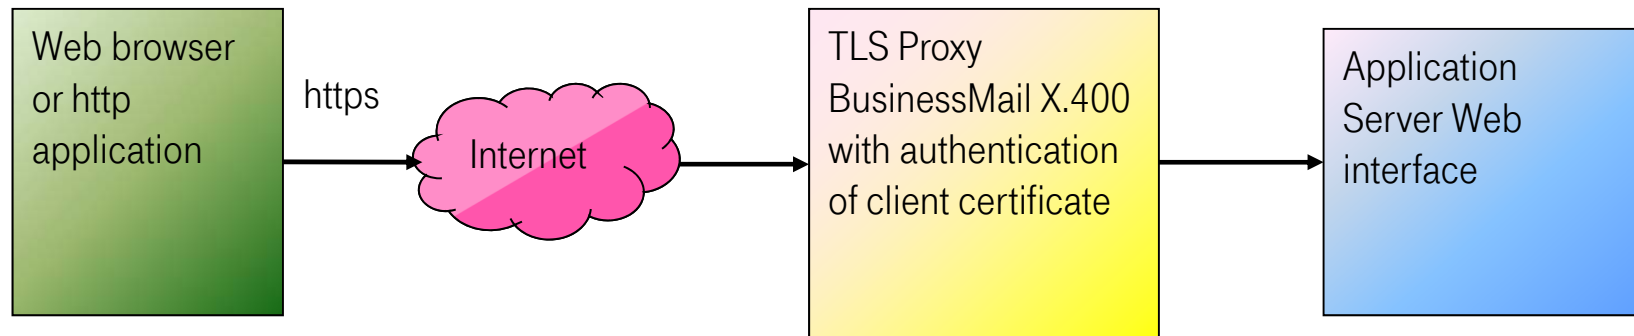 Web browser
or http
application
https
Internet
TLS Proxy
BusinessMail X.400
with authentication
of client certificate
Application
Server Web
interface